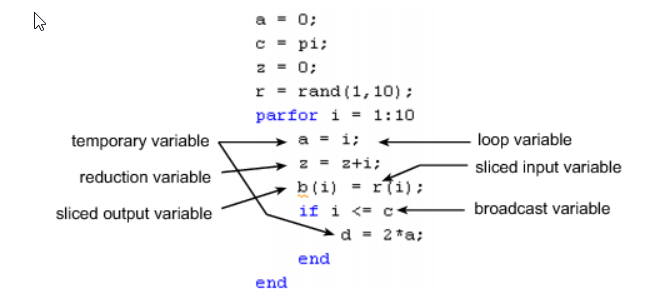 a = 0;
c = pi;
z = 0;
r = rand(1,10);
parfor i = 1:10
temporary variable a = i; loop variable
reduction variable z = z+i; sliced input variable
sliced output variable b(i) = r(i); broadcast variable
if i <= c
d = 2*a;
end
end